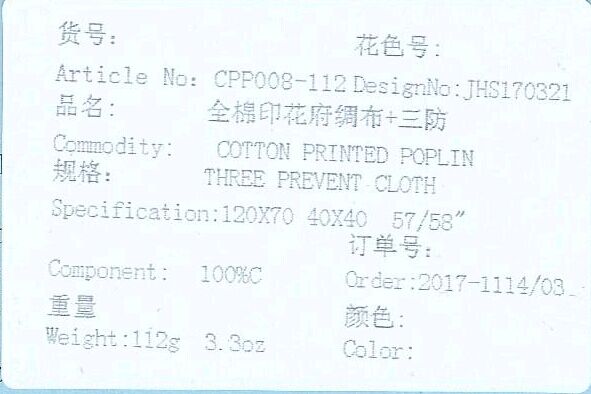 货号: 花色号:
Article No: CPP008-112 DesignNo:JHS170321
品名: 全棉印花府绸布+三防
Commodity: COTTON PRINTED POPLIN
规格: THREE PREVENT CLOTH
Specification:120X70 40X40 57/58"
订单号:
Component: 100%C Order:2017-1114/03
重量 颜色:
Weight:112g 3.3oz Color: